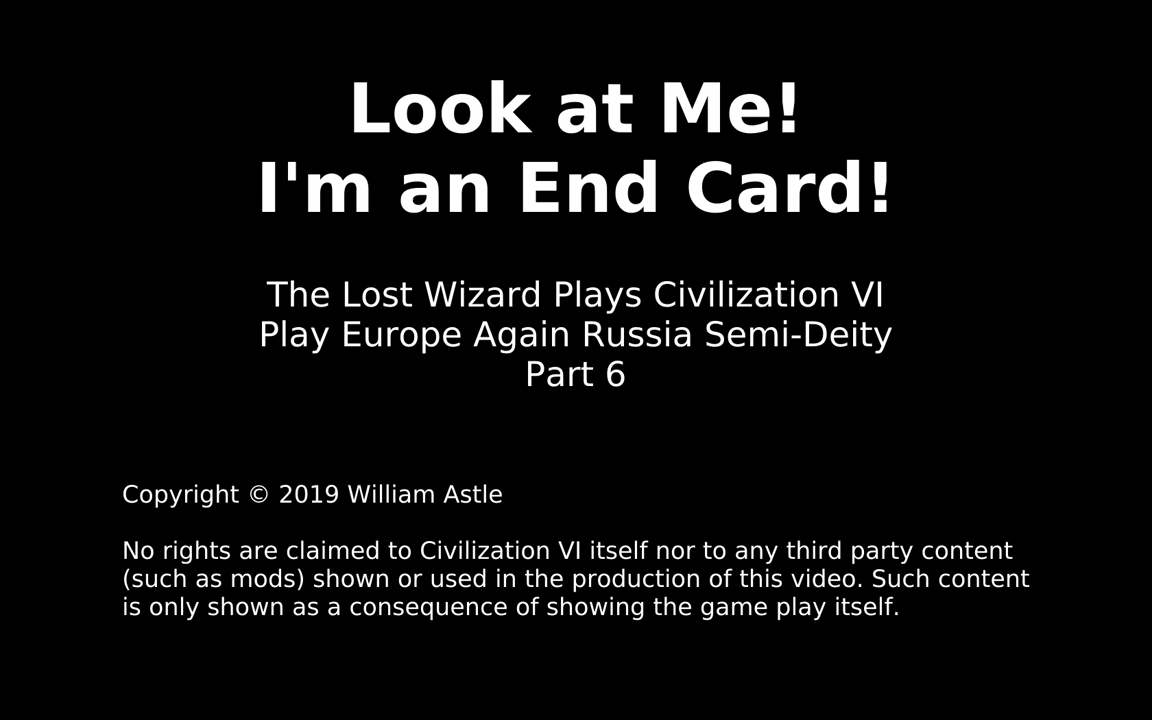 Look at Me!
I'm an End Card!
The Lost Wizard Plays Civilization VI
Play Europe Again Russia Semi-Deity
Part 6
Copyright © 2019 William Astle
No rights are claimed to Civilization VI itself nor to any third party content
(such as mods) shown or used in the production of this video. Such content
is only shown as a consequence of showing the game play itself.